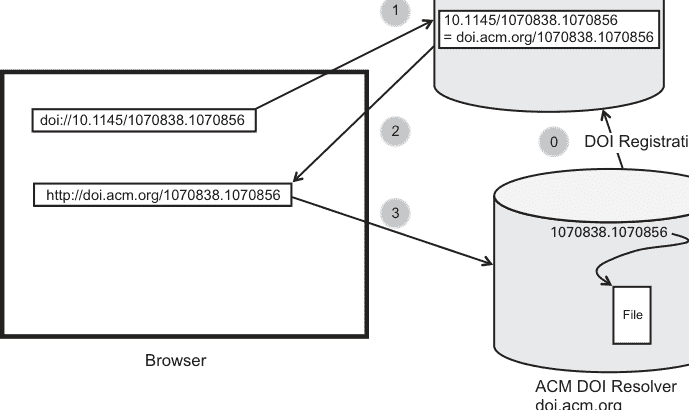 1
10.1145/1070838.1070856
= doi.acm.org/1070838.1070856
doi://10.1145/1070838.1070856
2
0
DOI Registrati
http://doi.acm.org/1070838.1070856
3
1070838.1070856
File
Browser
ACM DOI Resolver
doi.acm.org